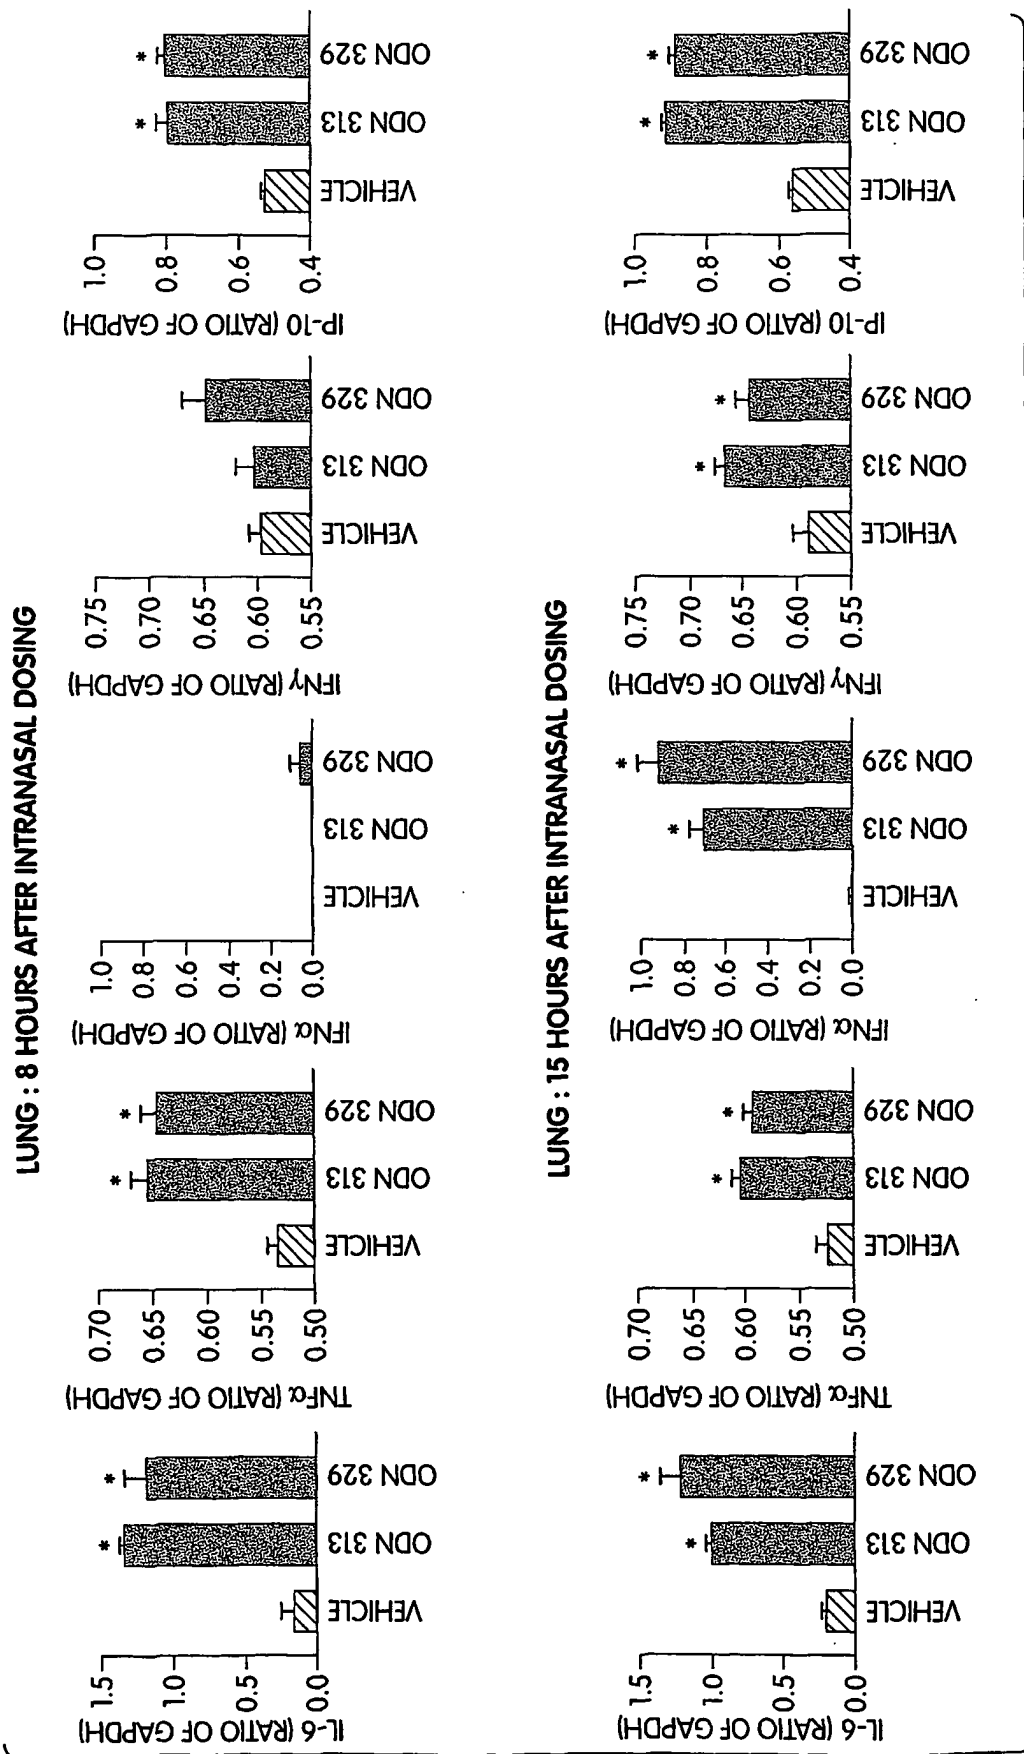 LUNG : 8 HOURS AFTER INTRANASAL DOSING
IL-6 (RATIO OF GAPDH)
1.5
1.0
0.5
0.0
VEHICLE
ODN 313
ODN 329
*
*
TNFα (RATIO OF GAPDH)
0.70
0.65
0.60
0.55
0.50
VEHICLE
ODN 313
ODN 329
*
*
IFNα (RATIO OF GAPDH)
1.0
0.8
0.6
0.4
0.2
0.0
VEHICLE
ODN 313
ODN 329
IFNγ (RATIO OF GAPDH)
0.75
0.70
0.65
0.60
0.55
VEHICLE
ODN 313
ODN 329
IP-10 (RATIO OF GAPDH)
1.0
0.8
0.6
0.4
VEHICLE
ODN 313
ODN 329
*
*
LUNG : 15 HOURS AFTER INTRANASAL DOSING
IL-6 (RATIO OF GAPDH)
1.5
1.0
0.5
0.0
VEHICLE
ODN 313
ODN 329
*
*
TNFα (RATIO OF GAPDH)
0.70
0.65
0.60
0.55
0.50
VEHICLE
ODN 313
ODN 329
*
*
IFNα (RATIO OF GAPDH)
1.0
0.8
0.6
0.4
0.2
0.0
VEHICLE
ODN 313
ODN 329
*
*
IFNγ (RATIO OF GAPDH)
0.75
0.70
0.65
0.60
0.55
VEHICLE
ODN 313
ODN 329
*
*
IP-10 (RATIO OF GAPDH)
1.0
0.8
0.6
0.4
VEHICLE
ODN 313
ODN 329
*
*